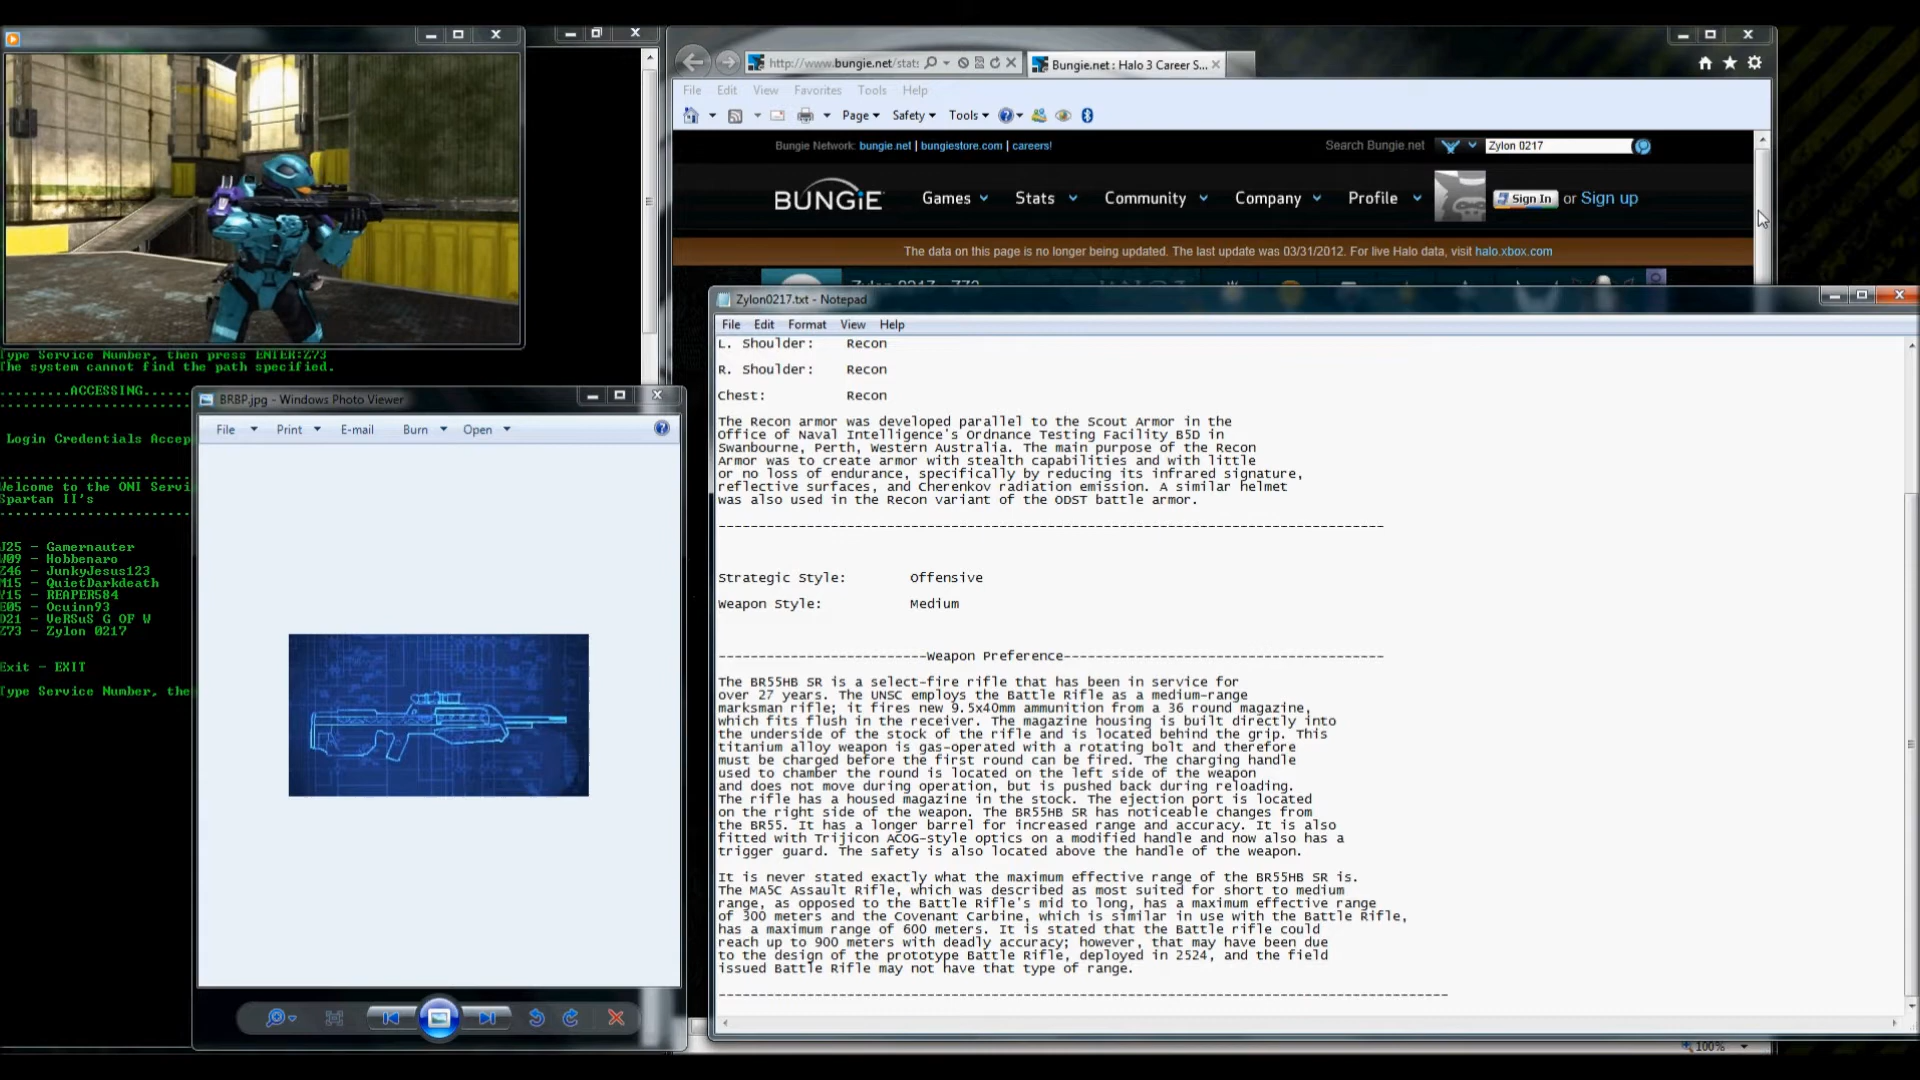 Type Service Number, then press ENTER:Z73
The system cannot find the path specified.
.........ACCESSING.....
Login Credentials Accep
Welcome to the ONI Servi
Spartan II's
J25 - Gamernauter
W09 - Hobbenaro
Z46 - JunkyJesus123
M15 - QuietDarkdeath
Y15 - REAPER584
E05 - Ocuinn93
D21 - VeRSuS G OF W
Z73 - Zylon 0217
Exit - EXIT
Type Service Number, the
BRBP.jpg - Windows Photo Viewer
File Print E-mail Burn Open
http://www.bungie.net/stat:
Bungie.net : Halo 3 Career S...
File Edit View Favorites Tools Help
Page Safety Tools
Bungie Network: bungie.net | bungiestore.com | careers!
Search Bungie.net Zylon 0217
BUNGiE Games Stats Community Company Profile Sign In or Sign up
The data on this page is no longer being updated. The last update was 03/31/2012. For live Halo data, visit halo.xbox.com
Zylon0217.txt - Notepad
File Edit Format View Help
L. Shoulder: Recon
R. Shoulder: Recon
Chest: Recon
The Recon armor was developed parallel to the Scout Armor in the
Office of Naval Intelligence's Ordnance Testing Facility B5D in
Swanbourne, Perth, Western Australia. The main purpose of the Recon
Armor was to create armor with stealth capabilities and with little
or no loss of endurance, specifically by reducing its infrared signature,
reflective surfaces, and Cherenkov radiation emission. A similar helmet
was also used in the Recon variant of the ODST battle armor.
Strategic Style: Offensive
Weapon Style: Medium
--------------------------Weapon Preference----------------------------------------
The BR55HB SR is a select-fire rifle that has been in service for
over 27 years. The UNSC employs the Battle Rifle as a medium-range
marksman rifle; it fires new 9.5x40mm ammunition from a 36 round magazine,
which fits flush in the receiver. The magazine housing is built directly into
the underside of the stock of the rifle and is located behind the grip. This
titanium alloy weapon is gas-operated with a rotating bolt and therefore
must be charged before the first round can be fired. The charging handle
used to chamber the round is located on the left side of the weapon
and does not move during operation, but is pushed back during reloading.
The rifle has a housed magazine in the stock. The ejection port is located
on the right side of the weapon. The BR55HB SR has noticeable changes from
the BR55. It has a longer barrel for increased range and accuracy. It is also
fitted with Trijicon ACOG-style optics on a modified handle and now also has a
trigger guard. The safety is also located above the handle of the weapon.
It is never stated exactly what the maximum effective range of the BR55HB SR is.
The MA5C Assault Rifle, which was described as most suited for short to medium
range, as opposed to the Battle Rifle's mid to long, has a maximum effective range
of 300 meters and the Covenant Carbine, which is similar in use with the Battle Rifle,
has a maximum range of 600 meters. It is stated that the Battle rifle could
reach up to 900 meters with deadly accuracy; however, that may have been due
to the design of the prototype Battle Rifle, deployed in 2524, and the field
issued Battle Rifle may not have that type of range.
100%